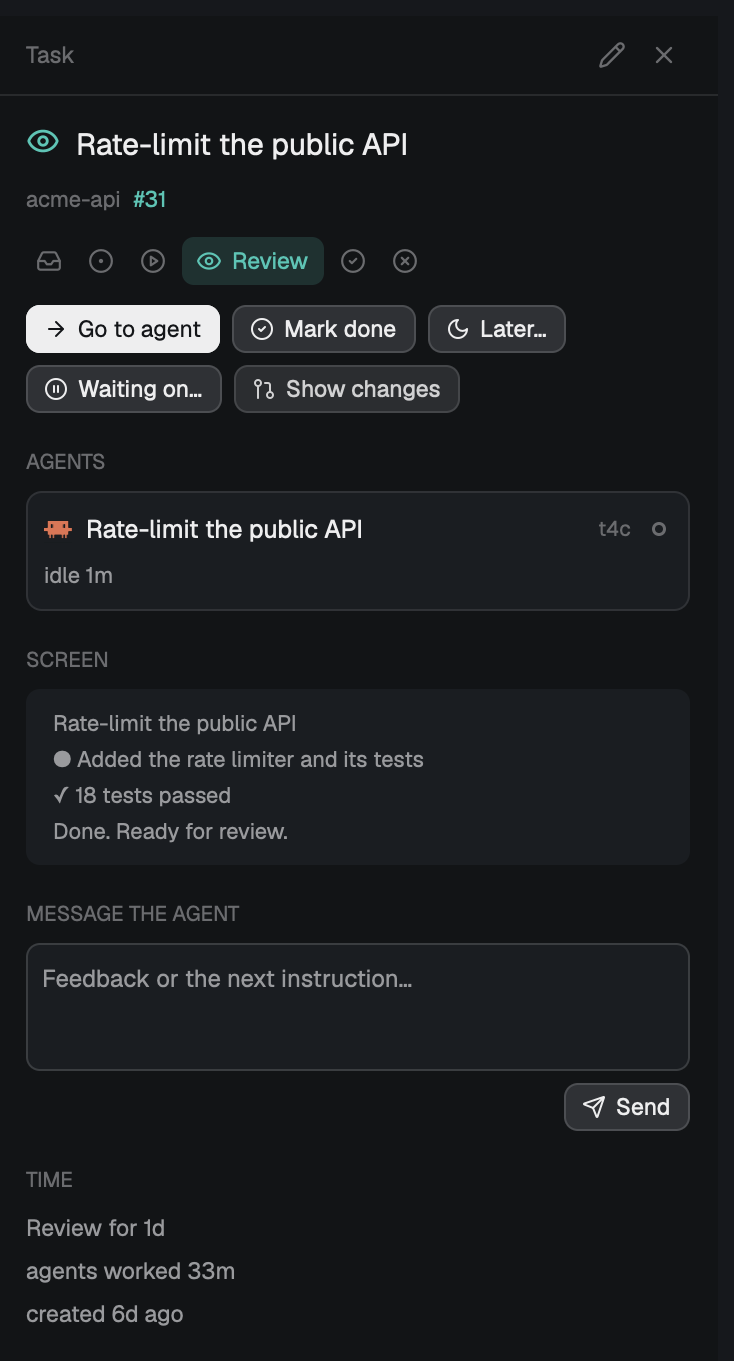 Task
Rate-limit the public API
acme-api #31
Review
Go to agent Mark done Later…
Waiting on… Show changes
AGENTS
Rate-limit the public API t4c
idle 1m
SCREEN
Rate-limit the public API
● Added the rate limiter and its tests
✓ 18 tests passed
Done. Ready for review.
MESSAGE THE AGENT
Feedback or the next instruction…
Send
TIME
Review for 1d
agents worked 33m
created 6d ago